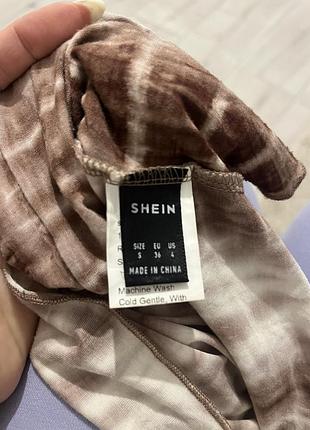 SHEIN
SIZE EU US
S 36 4
MADE IN CHINA
Machine Wash
Cold Gentle, With